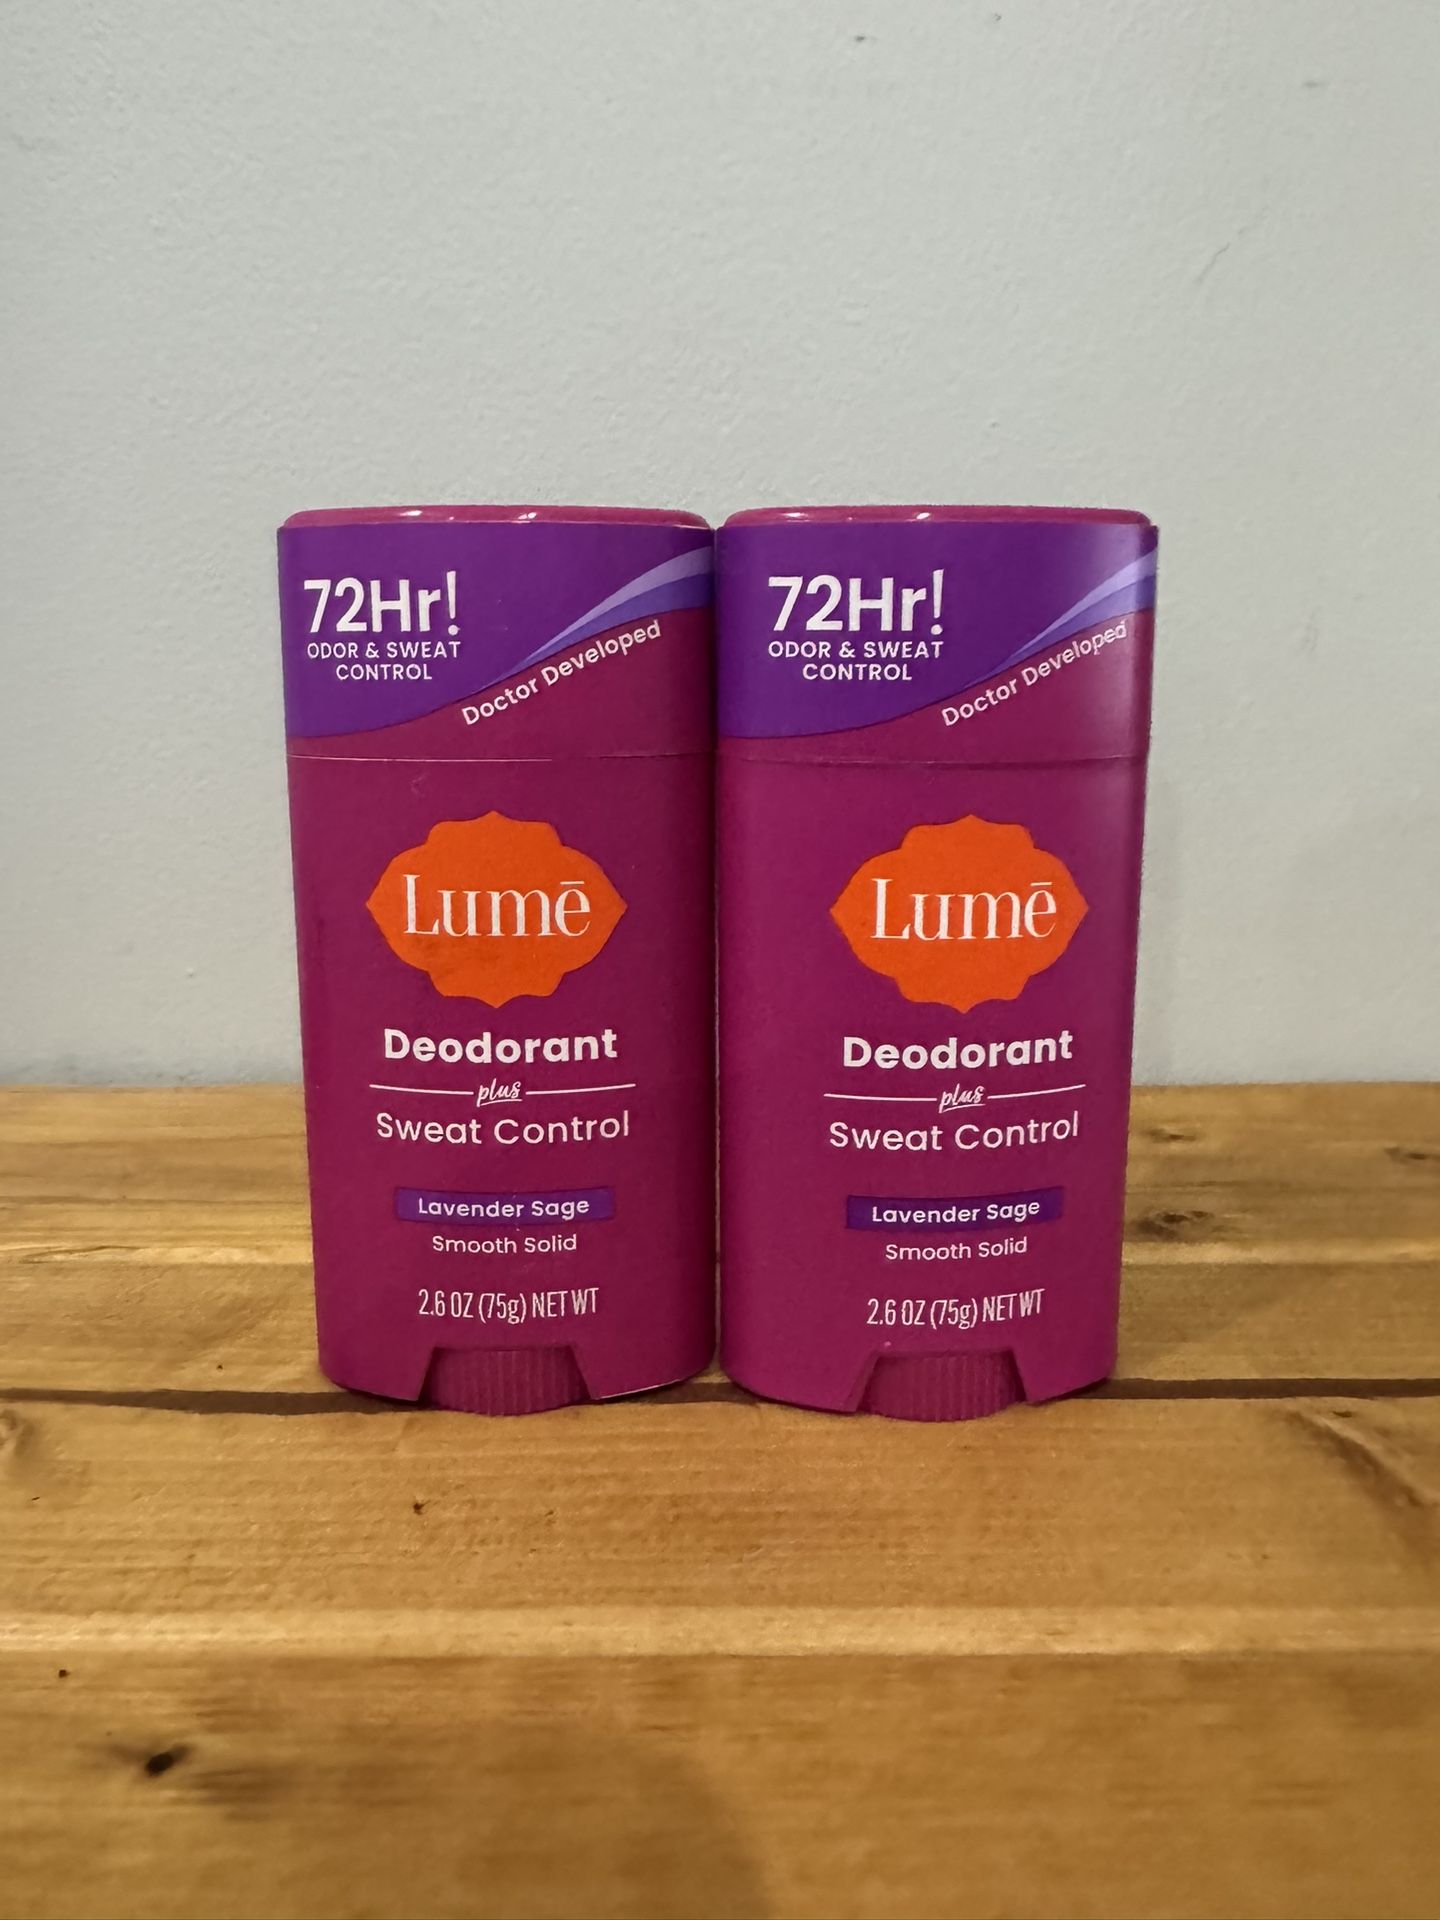 72Hr!
ODOR & SWEAT
CONTROL
Doctor Developed
Lumē
Deodorant
plus
Sweat Control
Lavender Sage
Smooth Solid
2.6 OZ (75g) NET WT
72Hr!
ODOR & SWEAT
CONTROL
Doctor Developed
Lumē
Deodorant
plus
Sweat Control
Lavender Sage
Smooth Solid
2.6 OZ (75g) NET WT